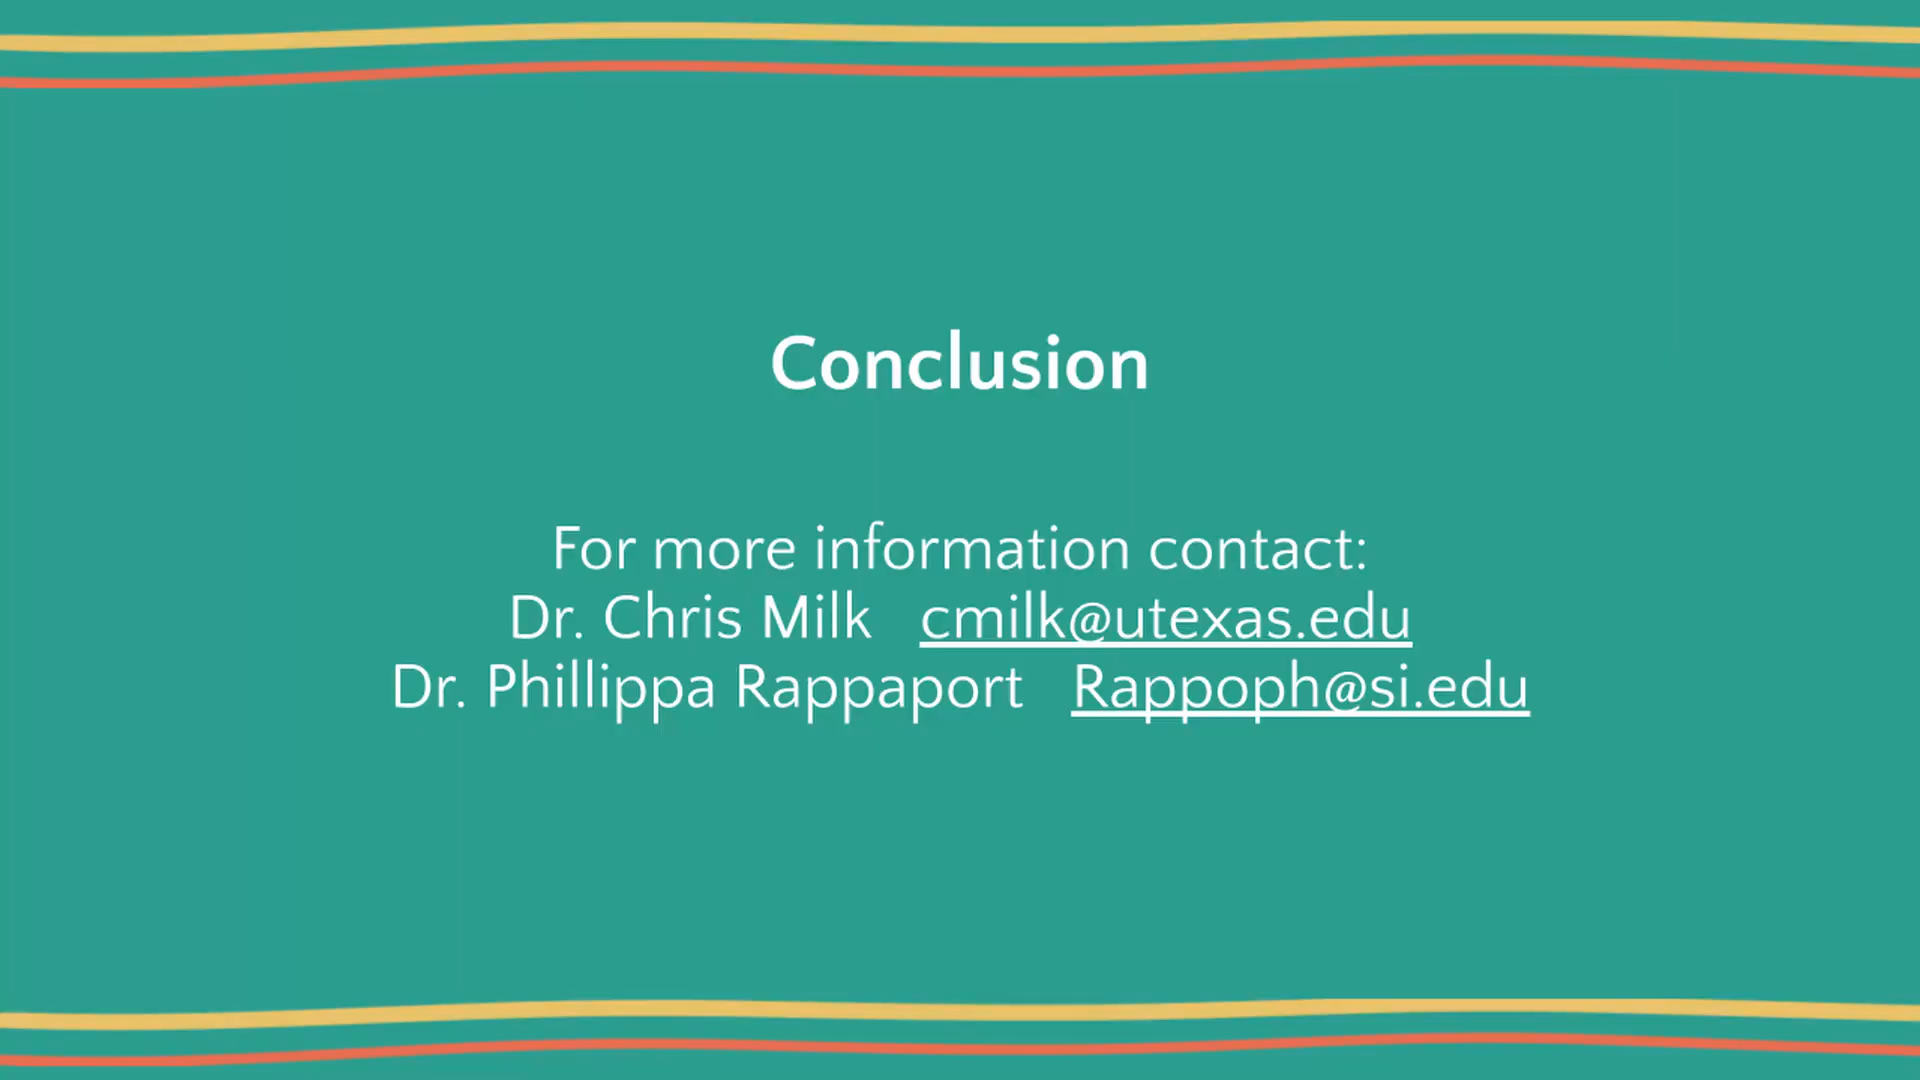 Conclusion
For more information contact:
Dr. Chris Milk cmilk@utexas.edu
Dr. Phillippa Rappaport Rappoph@si.edu